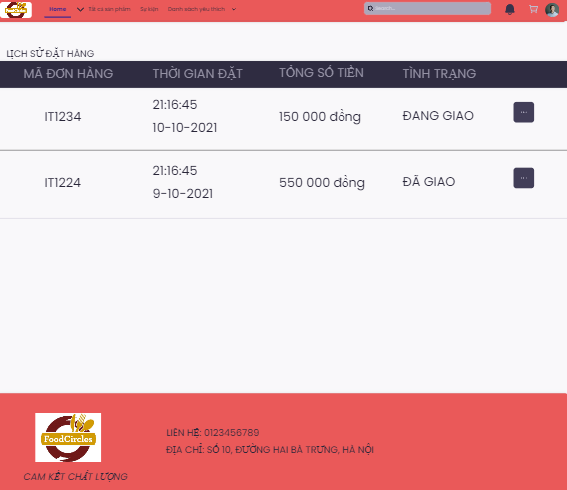 FoodCircles
Home Tất cả sản phẩm Sự kiện Danh sách yêu thích
Search...
LỊCH SỬ ĐẶT HÀNG
MÃ ĐƠN HÀNG THỜI GIAN ĐẶT TỔNG SỐ TIỀN TÌNH TRẠNG
21:16:45
IT1234 150 000 đồng ĐANG GIAO ...
10-10-2021
21:16:45
IT1224 550 000 đồng ĐÃ GIAO ...
9-10-2021
FoodCircles
LIÊN HỆ: 0123456789
ĐỊA CHỈ: SỐ 10, ĐƯỜNG HAI BÀ TRƯNG, HÀ NỘI
CAM KẾT CHẤT LƯỢNG